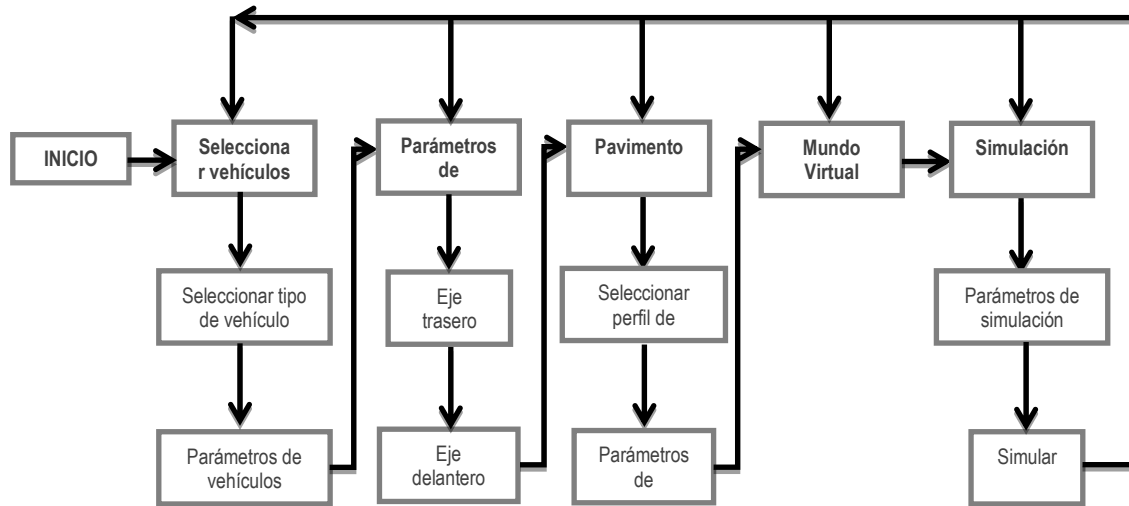 INICIO
Selecciona
r vehículos
Parámetros
de
Pavimento
Mundo
Virtual
Simulación
Seleccionar tipo
de vehículo
Eje
trasero
Seleccionar
perfil de
Parámetros de
simulación
Parámetros de
vehículos
Eje
delantero
Parámetros
de
Simular